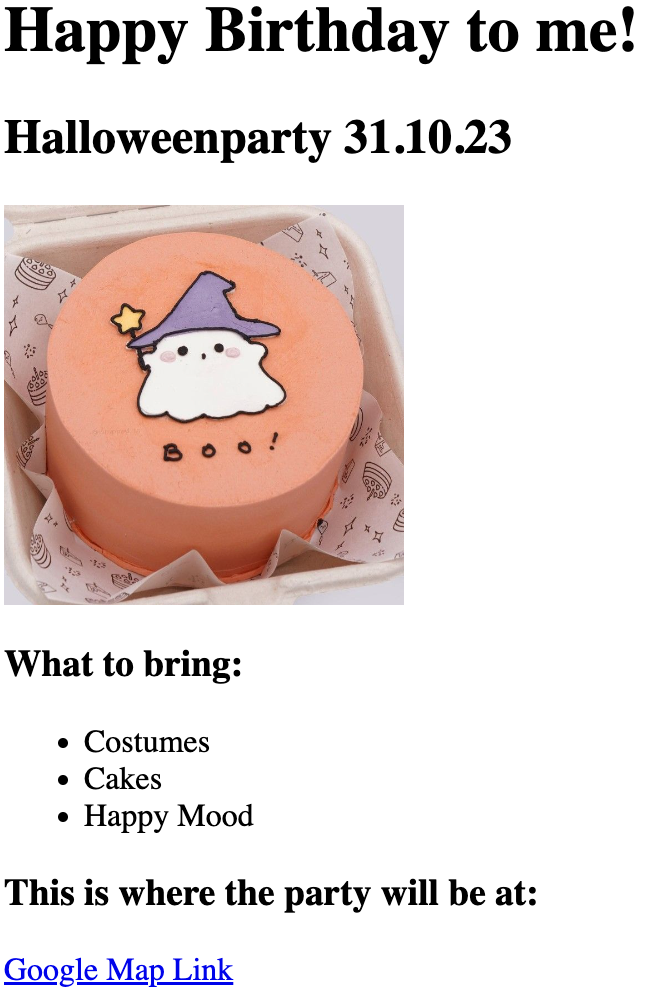 Happy Birthday to me!
Halloweenparty 31.10.23
BOO!
What to bring:
Costumes
Cakes
Happy Mood
This is where the party will be at:
Google Map Link